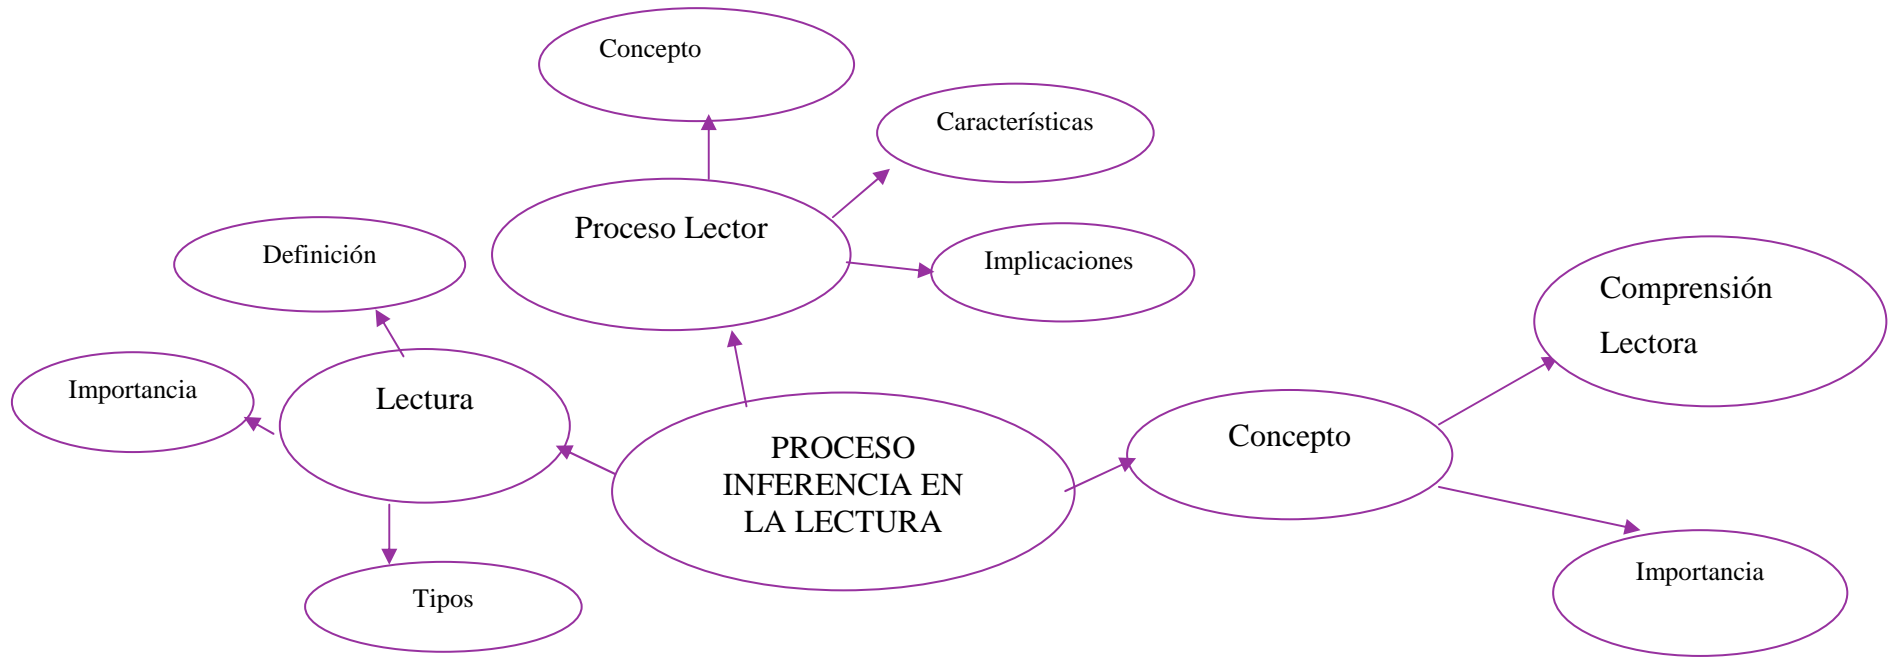 Concepto
Características
Proceso Lector
Implicaciones
Definición
Comprensión
Lectora
Importancia
Lectura
Concepto
PROCESO
INFERENCIA EN
LA LECTURA
Importancia
Tipos